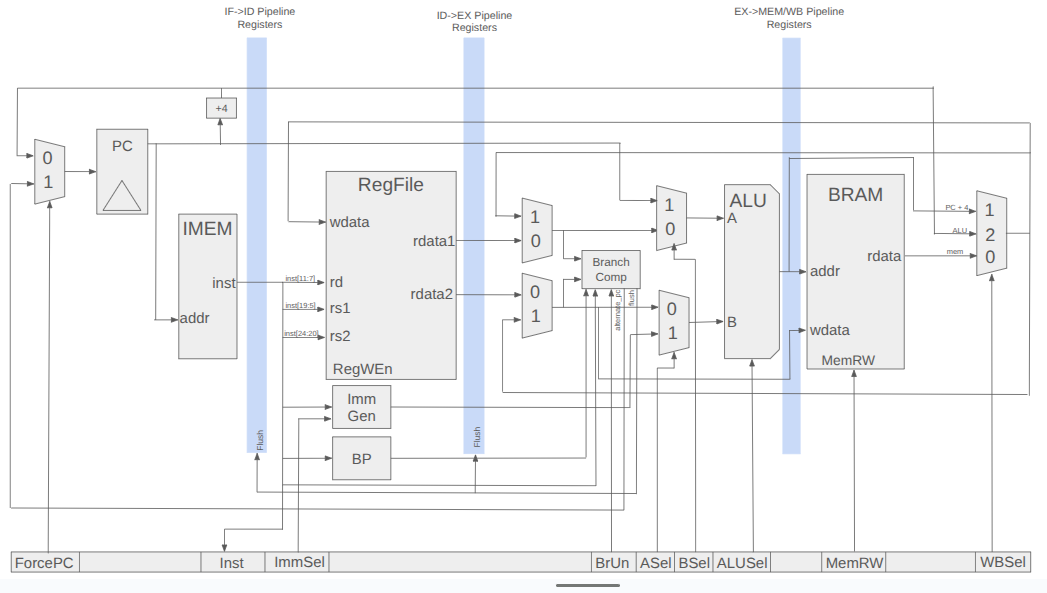 IF->ID Pipeline
Registers
ID->EX Pipeline
Registers
EX->MEM/WB Pipeline
Registers
+4
0
1
PC
IMEM
inst
addr
inst[11:7]
inst[19:5]
inst[24:20]
RegFile
wdata
rdata1
rdata2
rd
rs1
rs2
RegWEn
Imm
Gen
BP
Flush
Flush
1
0
0
1
Branch
Comp
alternate_pc
flush
1
0
0
1
ALU
A
B
BRAM
rdata
addr
wdata
MemRW
PC + 4
ALU
mem
1
2
0
ForcePC
Inst
ImmSel
BrUn
ASel
BSel
ALUSel
MemRW
WBSel